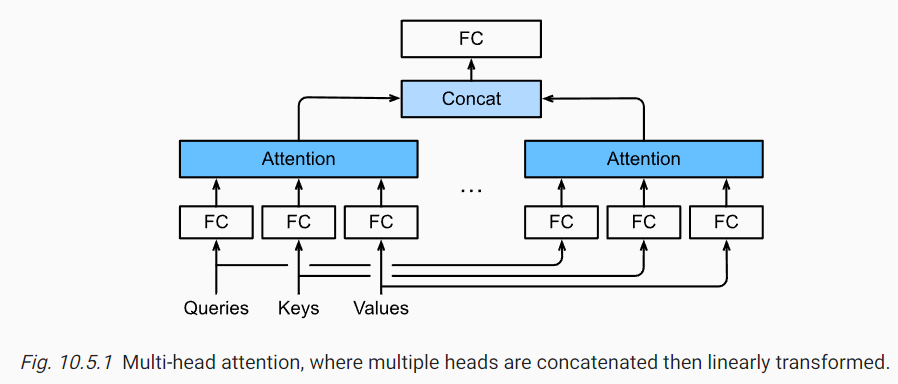 FC
Concat
Attention Attention
...
FC FC FC FC FC FC
Queries Keys Values
Fig. 10.5.1 Multi-head attention, where multiple heads are concatenated then linearly transformed.